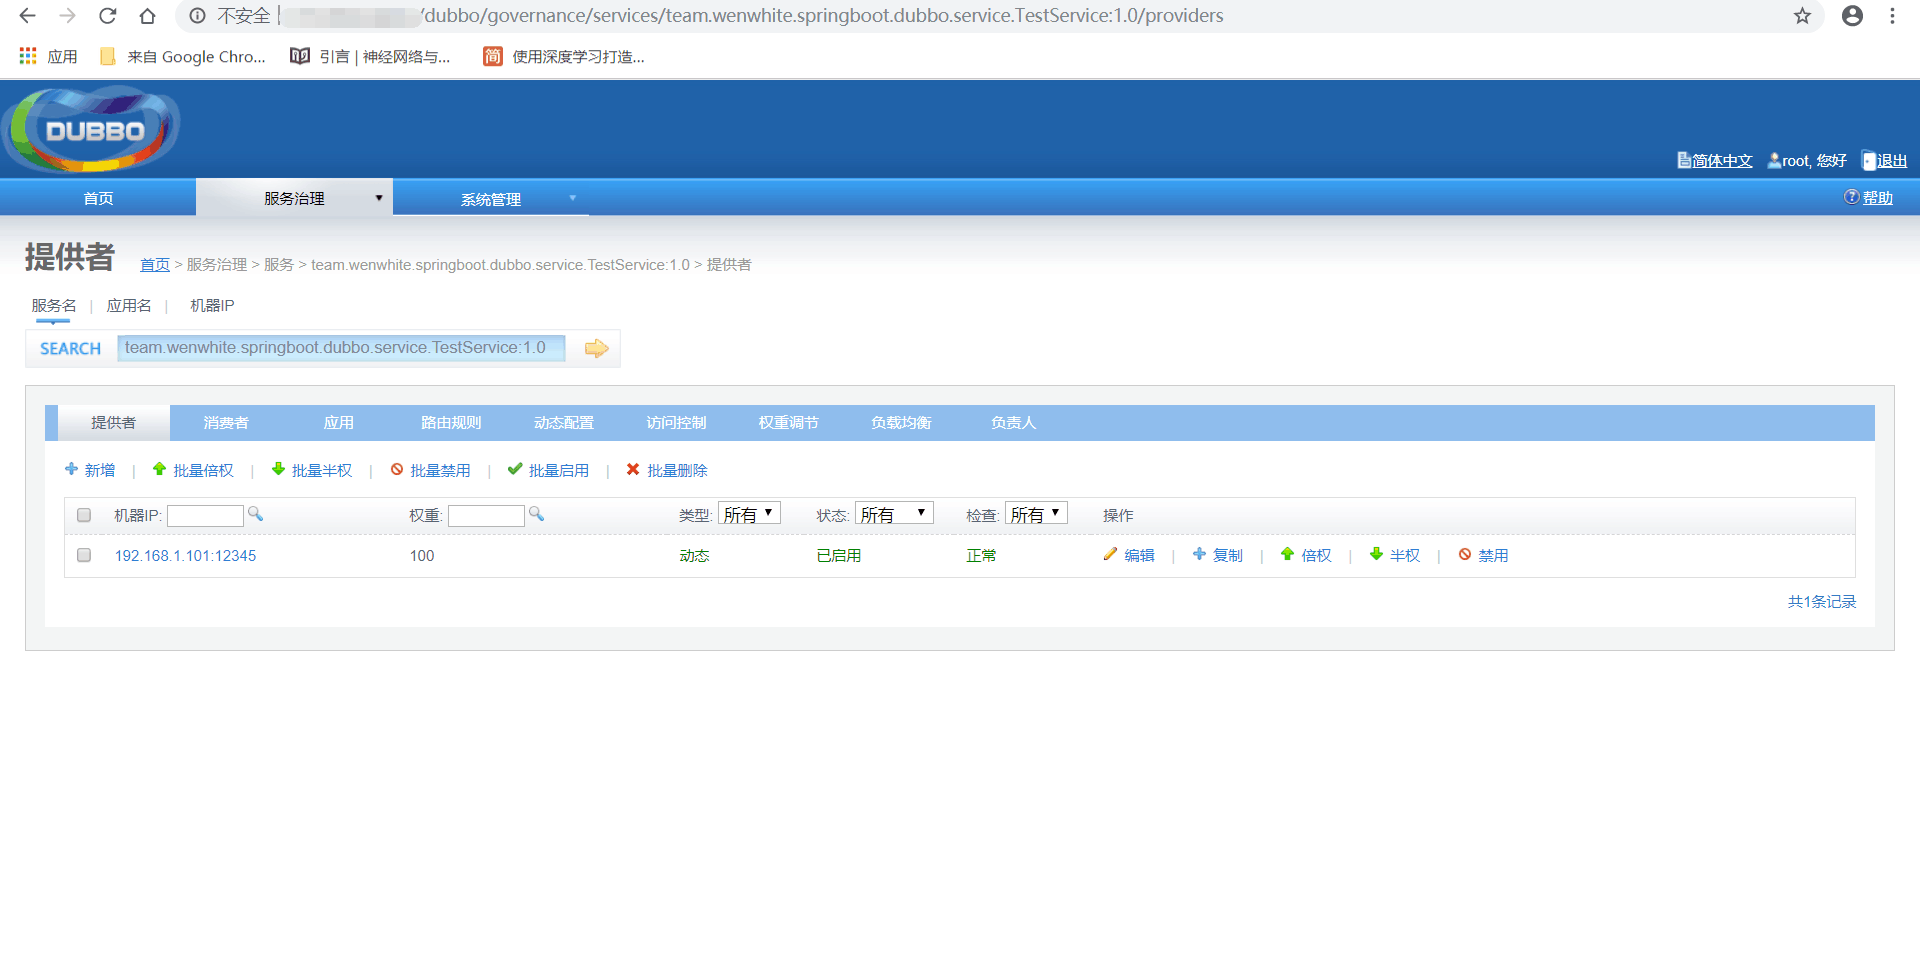 不安全 /dubbo/governance/services/team.wenwhite.springboot.dubbo.service.TestService:1.0/providers
应用 来自 Google Chro... 引言 | 神经网络与... 简 使用深度学习打造...
DUBBO
简体中文 root, 您好 退出
首页 服务治理 系统管理 帮助
提供者 首页 > 服务治理 > 服务 > team.wenwhite.springboot.dubbo.service.TestService:1.0 > 提供者
服务名 | 应用名 | 机器IP
SEARCH team.wenwhite.springboot.dubbo.service.TestService:1.0
提供者 消费者 应用 路由规则 动态配置 访问控制 权重调节 负载均衡 负责人
新增 | 批量倍权 | 批量半权 | 批量禁用 | 批量启用 | 批量删除
机器IP: 权重: 类型: 所有 状态: 所有 检查: 所有 操作
192.168.1.101:12345 100 动态 已启用 正常 编辑 | 复制 | 倍权 | 半权 | 禁用
共1条记录